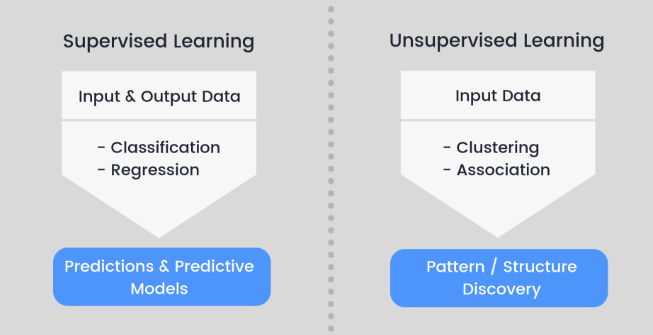 Supervised Learning
Input & Output Data
- Classification
- Regression
Predictions & Predictive
Models
Unsupervised Learning
Input Data
- Clustering
- Association
Pattern / Structure
Discovery